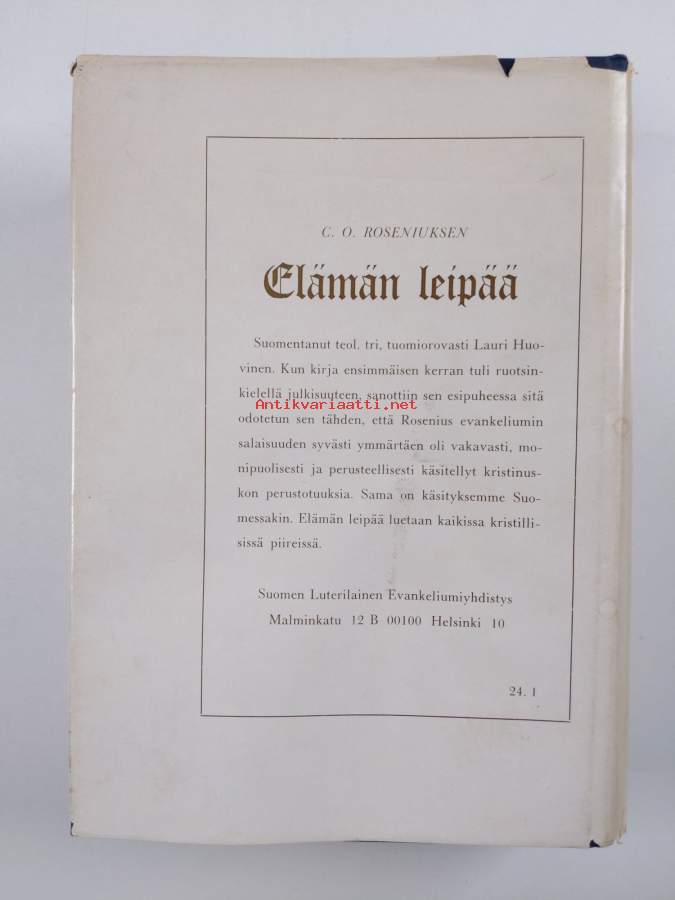 C. O. ROSENIUKSEN
Elämän leipää
Suomentanut teol. tri, tuomiorovasti Lauri Huo-
vinen. Kun kirja ensimmäisen kerran tuli ruotsin-
kielellä julkisuuteen, sanottiin sen esipuheessa sitä
Antikvariaatti.net
odotetun sen tähden, että Rosenius evankeliumin
salaisuuden syvästi ymmärtäen oli vakavasti, mo-
nipuolisesti ja perusteellisesti käsitellyt kristinus-
kon perustotuuksia. Sama on käsityksemme Suo-
messakin. Elämän leipää luetaan kaikissa kristilli-
sissä piireissä.
Suomen Luterilainen Evankeliumiyhdistys
Malminkatu 12 B 00100 Helsinki 10
24. 1